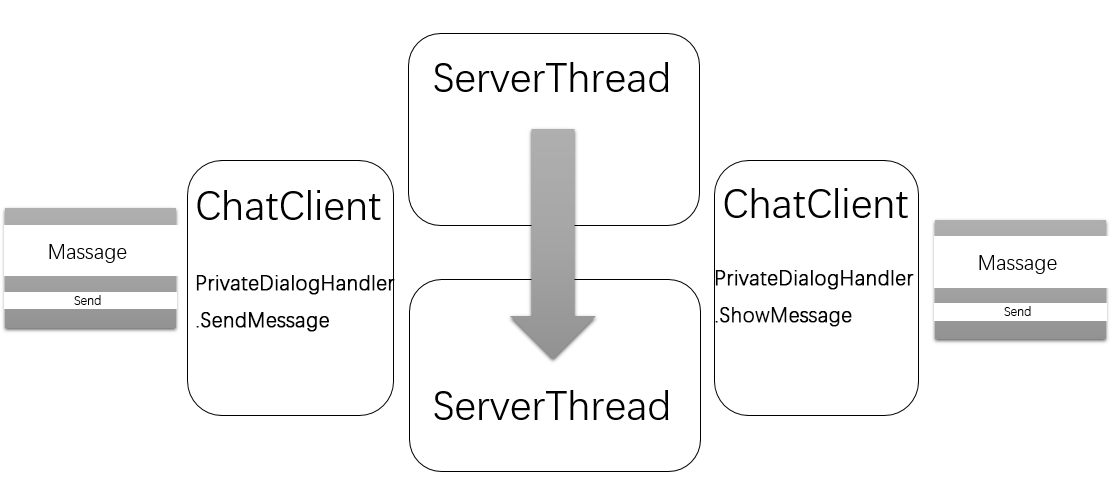 ServerThread
ChatClient
PrivateDialogHandler
.SendMessage
Massage
Send
ServerThread
ChatClient
PrivateDialogHandler
.ShowMessage
Massage
Send